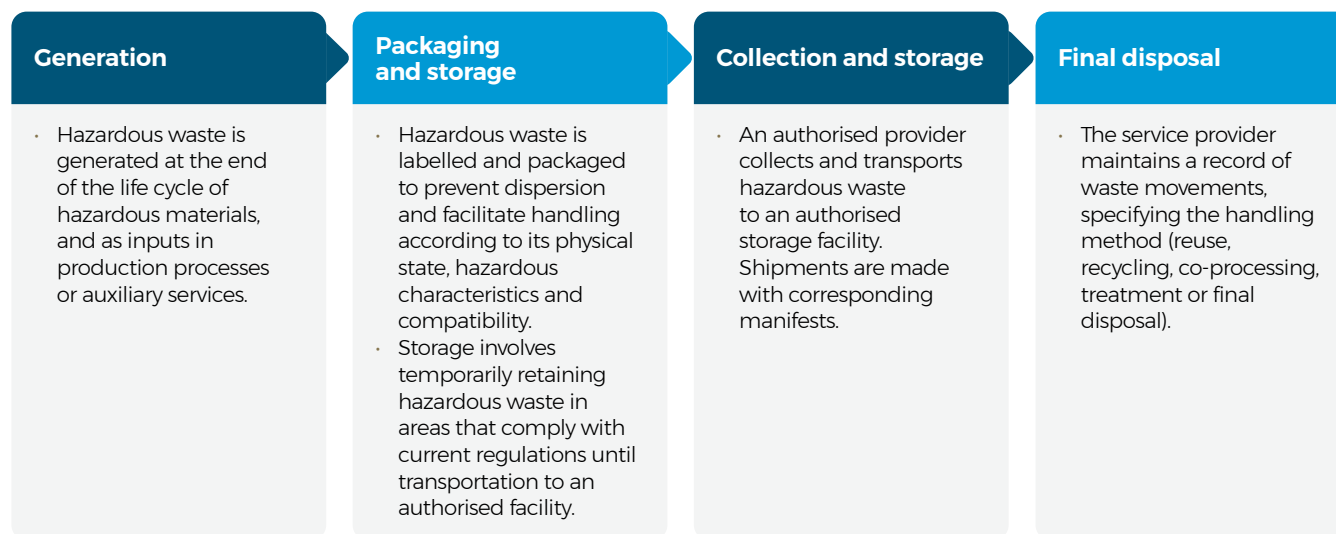 Generation
• Hazardous waste is
generated at the end
of the life cycle of
hazardous materials,
and as inputs in
production processes
or auxiliary services.
Packaging
and storage
• Hazardous waste is
labelled and packaged
to prevent dispersion
and facilitate handling
according to its physical
state, hazardous
characteristics and
compatibility.
• Storage involves
temporarily retaining
hazardous waste in
areas that comply with
current regulations until
transportation to an
authorised facility.
Collection and storage
• An authorised provider
collects and transports
hazardous waste
to an authorised
storage facility.
Shipments are made
with corresponding
manifests.
Final disposal
• The service provider
maintains a record of
waste movements,
specifying the handling
method (reuse,
recycling, co-processing,
treatment or final
disposal).